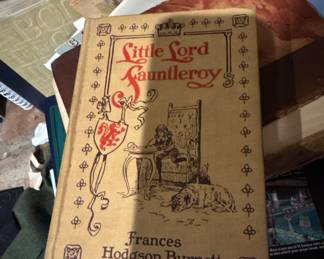 Little Lord
Fauntleroy
Frances
Hodgson Burnett